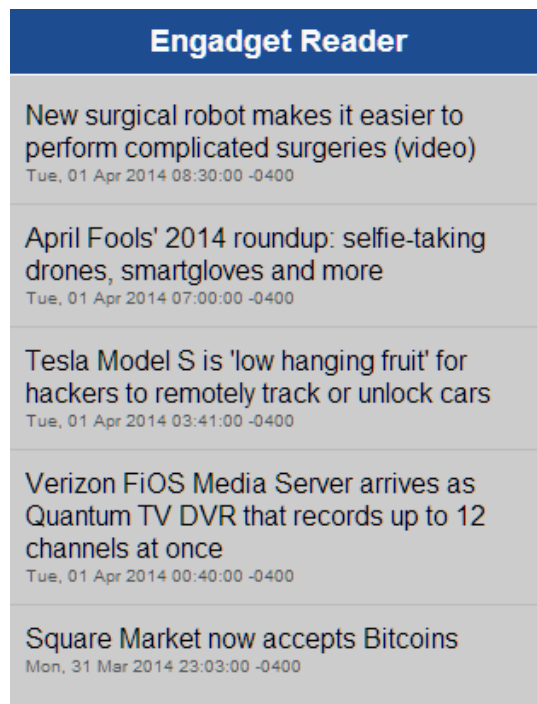 Engadget Reader
New surgical robot makes it easier to
perform complicated surgeries (video)
Tue, 01 Apr 2014 08:30:00 -0400
April Fools' 2014 roundup: selfie-taking
drones, smartgloves and more
Tue, 01 Apr 2014 07:00:00 -0400
Tesla Model S is 'low hanging fruit' for
hackers to remotely track or unlock cars
Tue, 01 Apr 2014 03:41:00 -0400
Verizon FiOS Media Server arrives as
Quantum TV DVR that records up to 12
channels at once
Tue, 01 Apr 2014 00:40:00 -0400
Square Market now accepts Bitcoins
Mon, 31 Mar 2014 23:03:00 -0400